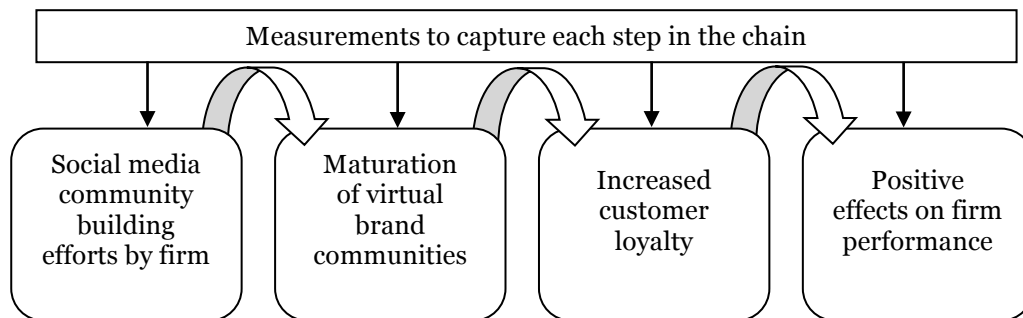 Measurements to capture each step in the chain
Social media
community
building
efforts by firm
Maturation
of virtual
brand
communities
Increased
customer
loyalty
Positive
effects on firm
performance